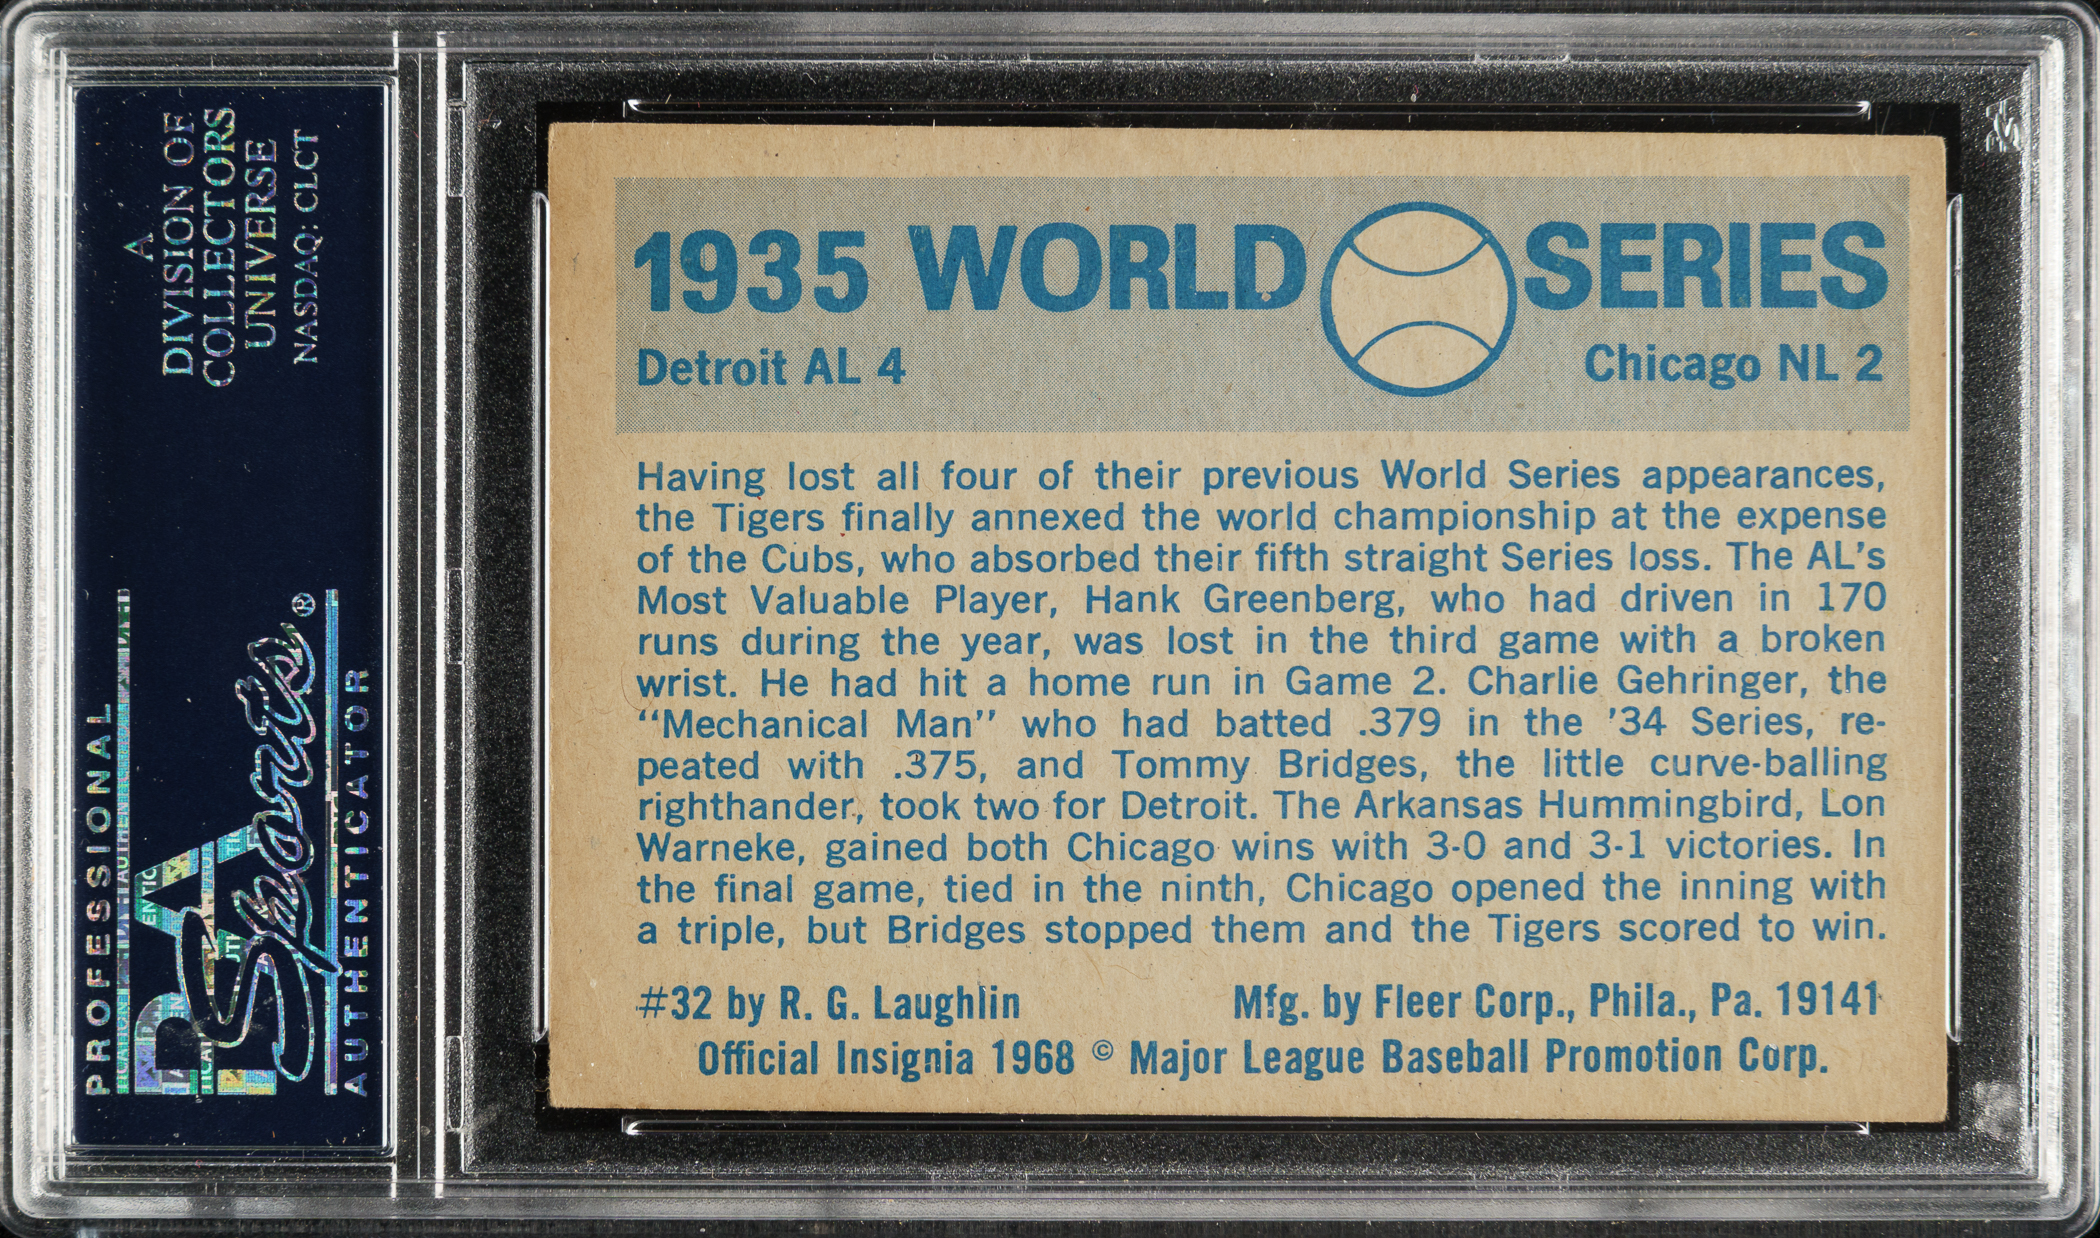 A
DIVISION OF
COLLECTORS
UNIVERSE
NASDAQ: CLCT
PROFESSIONAL
PSA
Sports®
AUTHENTICATOR
1935 WORLD SERIES
Detroit AL 4 Chicago NL 2
Having lost all four of their previous World Series appearances,
the Tigers finally annexed the world championship at the expense
of the Cubs, who absorbed their fifth straight Series loss. The AL's
Most Valuable Player, Hank Greenberg, who had driven in 170
runs during the year, was lost in the third game with a broken
wrist. He had hit a home run in Game 2. Charlie Gehringer, the
"Mechanical Man" who had batted .379 in the '34 Series, re-
peated with .375, and Tommy Bridges, the little curve-balling
righthander, took two for Detroit. The Arkansas Hummingbird, Lon
Warneke, gained both Chicago wins with 3-0 and 3-1 victories. In
the final game, tied in the ninth, Chicago opened the inning with
a triple, but Bridges stopped them and the Tigers scored to win.
#32 by R. G. Laughlin Mfg. by Fleer Corp., Phila., Pa. 19141
Official Insignia 1968 © Major League Baseball Promotion Corp.